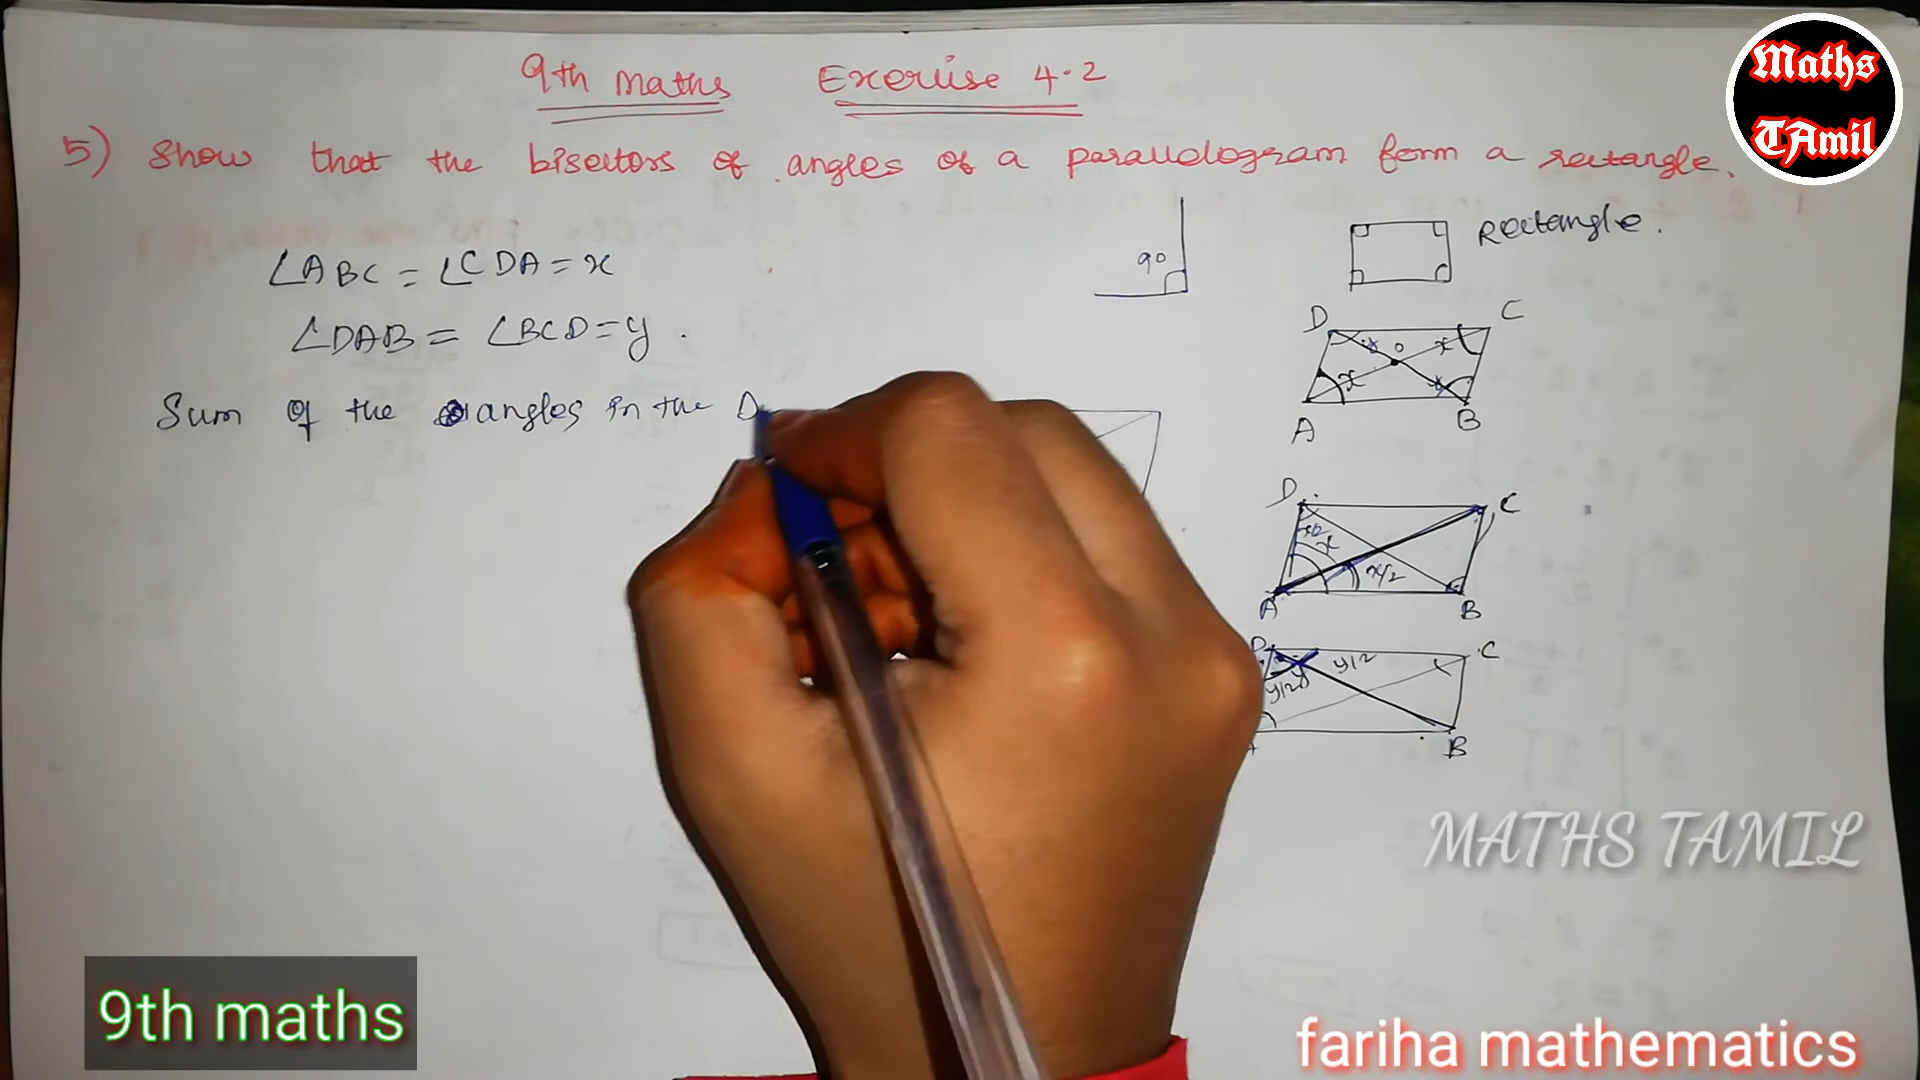 9th maths Exercise 4.2
Maths
TAmil
5) Show that the bisectors of angles of a parallelogram form a rectangle.
∠ABC = ∠CDA = x
∠DAB = ∠BCD = y.
Sum of the angles in the
90
Rectangle.
D C
x o x
x
A B
D C
x/2
x
x/2
A B
D C
y/2
y/2
B
MATHS TAMIL
9th maths
fariha mathematics